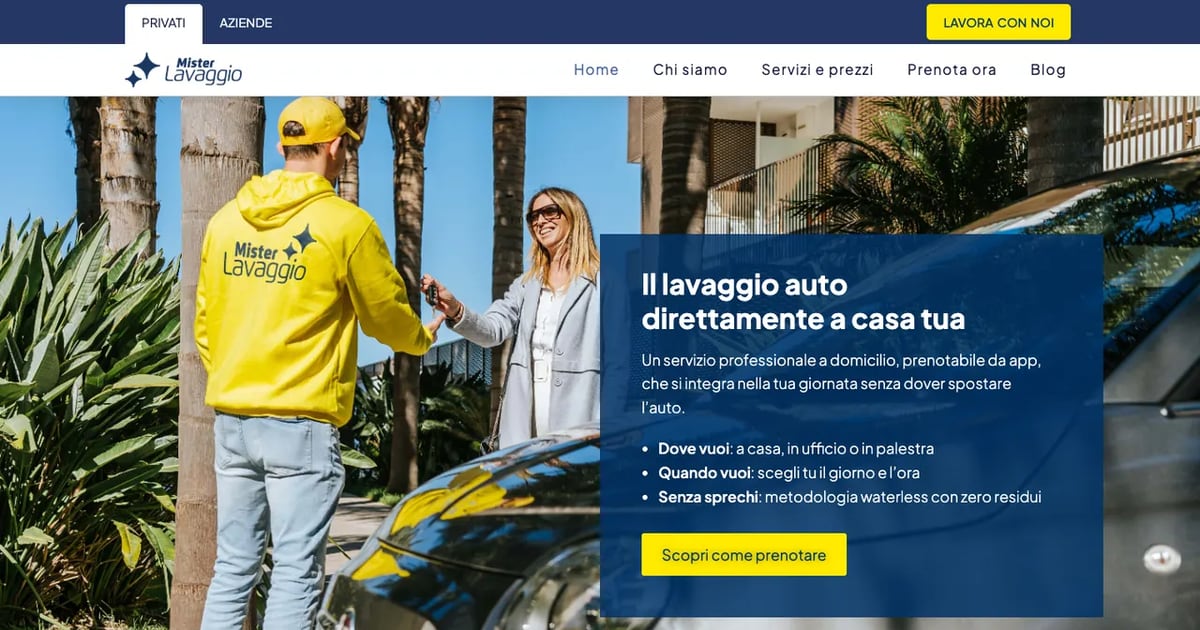 PRIVATI
AZIENDE
LAVORA CON NOI
Mister
Lavaggio
Home
Chi siamo
Servizi e prezzi
Prenota ora
Blog
Mister
Lavaggio
Il lavaggio auto
direttamente a casa tua
Un servizio professionale a domicilio, prenotabile da app,
che si integra nella tua giornata senza dover spostare
l’auto.
• Dove vuoi: a casa, in ufficio o in palestra
• Quando vuoi: scegli tu il giorno e l’ora
• Senza sprechi: metodologia waterless con zero residui
Scopri come prenotare